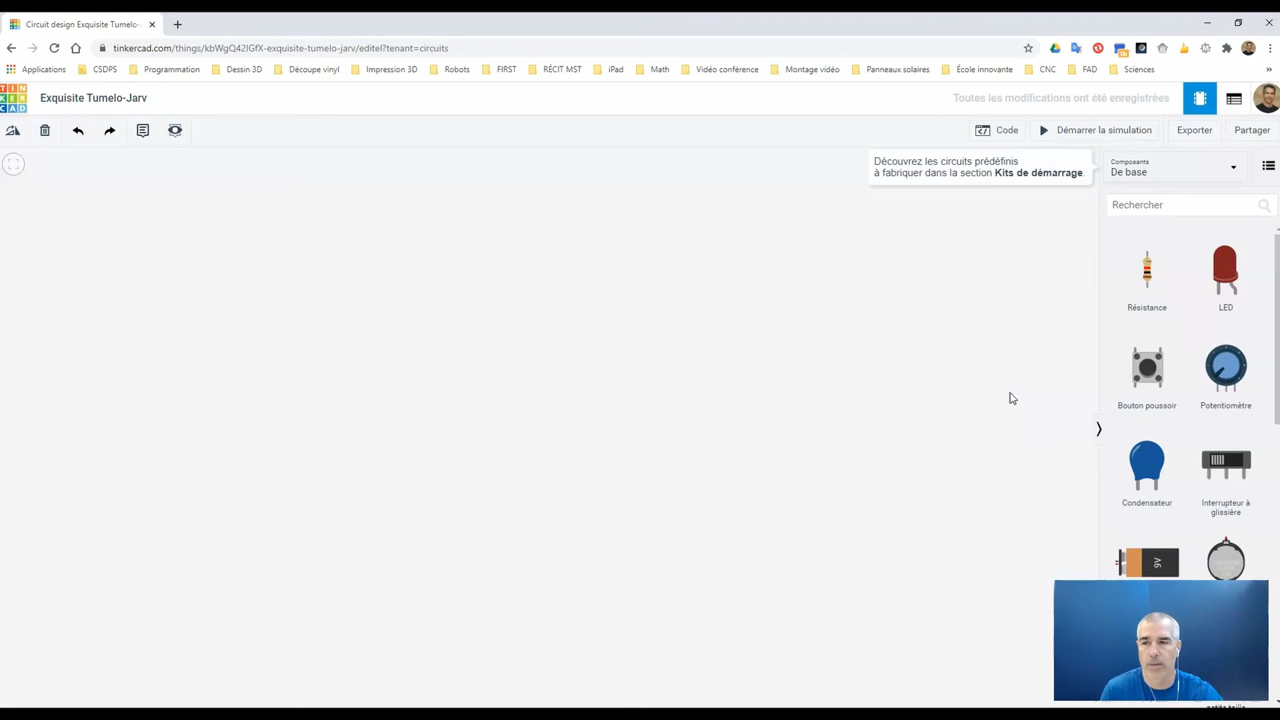 Circuit design Exquisite Tumelo-
tinkercad.com/things/kbWgQ42IGfX-exquisite-tumelo-jarv/editel?tenant=circuits
Applications CSDPS Programmation Dessin 3D Découpe vinyl Impression 3D Robots FIRST RÉCIT MST iPad Math Vidéo conférence Montage vidéo Panneaux solaires École innovante CNC FAD Sciences »
TIN
KER
CAD
Exquisite Tumelo-Jarv
Toutes les modifications ont été enregistrées
Code
Démarrer la simulation
Exporter
Partager
Découvrez les circuits prédéfinis
à fabriquer dans la section Kits de démarrage.
Composants
De base
Rechercher
Résistance
LED
Bouton poussoir
Potentiomètre
Condensateur
Interrupteur à
glissière
9V